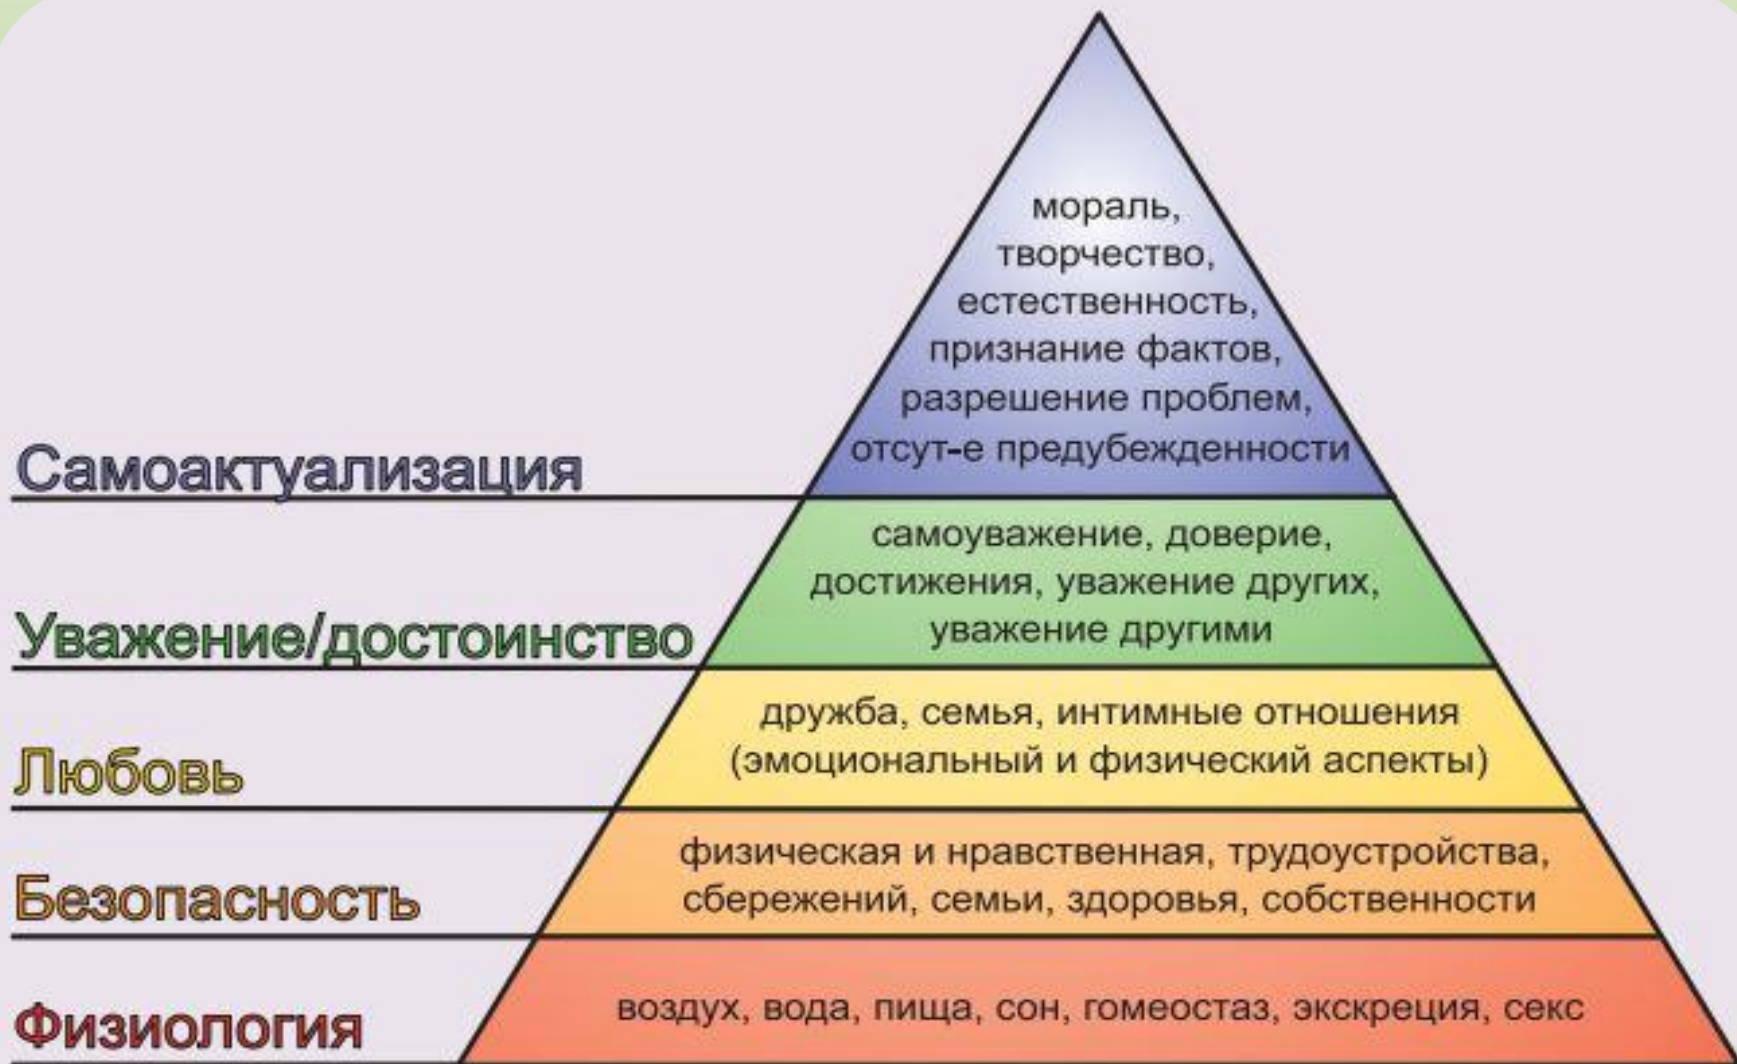 мораль,
творчество,
естественность,
признание фактов,
разрешение проблем,
отсут-е предубежденности
Самоактуализация
самоуважение, доверие,
достижения, уважение других,
уважение другими
Уважение/достоинство
дружба, семья, интимные отношения
(эмоциональный и физический аспекты)
Любовь
физическая и нравственная, трудоустройства,
сбережений, семьи, здоровья, собственности
Безопасность
воздух, вода, пища, сон, гомеостаз, экскреция, секс
Физиология